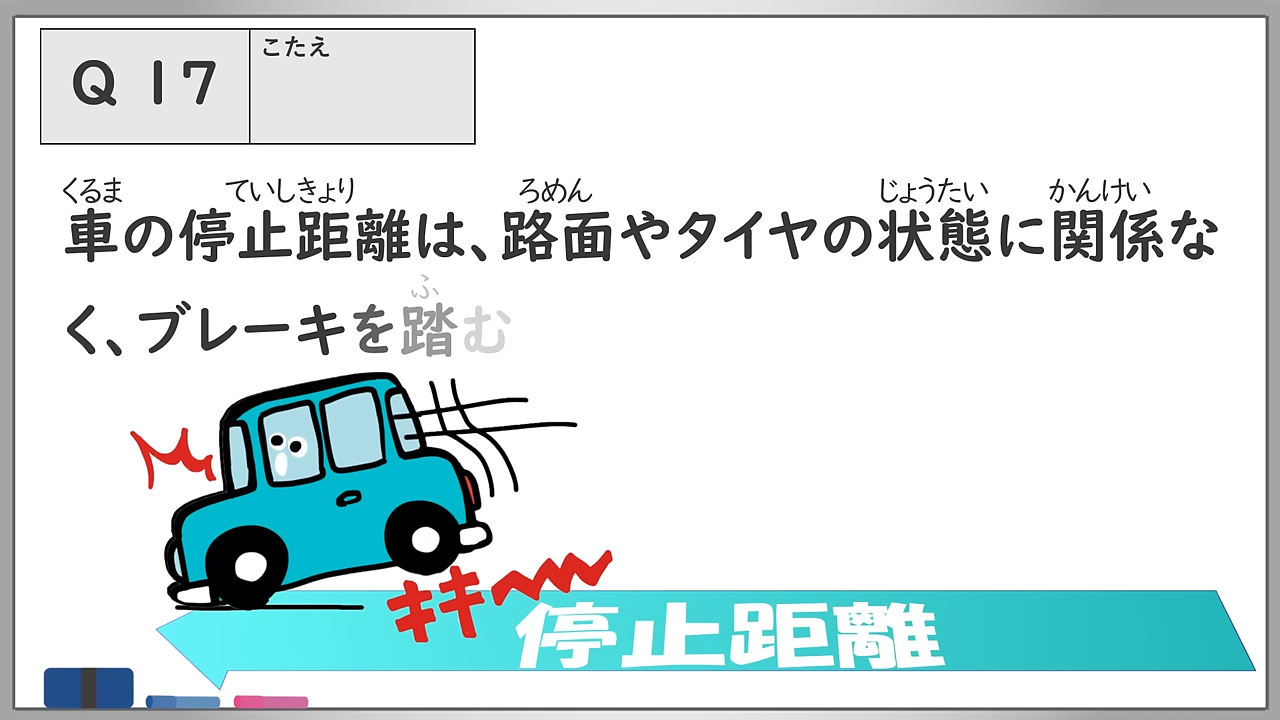 Q 17
こたえ
くるま ていしきょり ろめん じょうたい かんけい
車の停止距離は、路面やタイヤの状態に関係な
ふ
く、ブレーキを踏む
キキ
停止距離